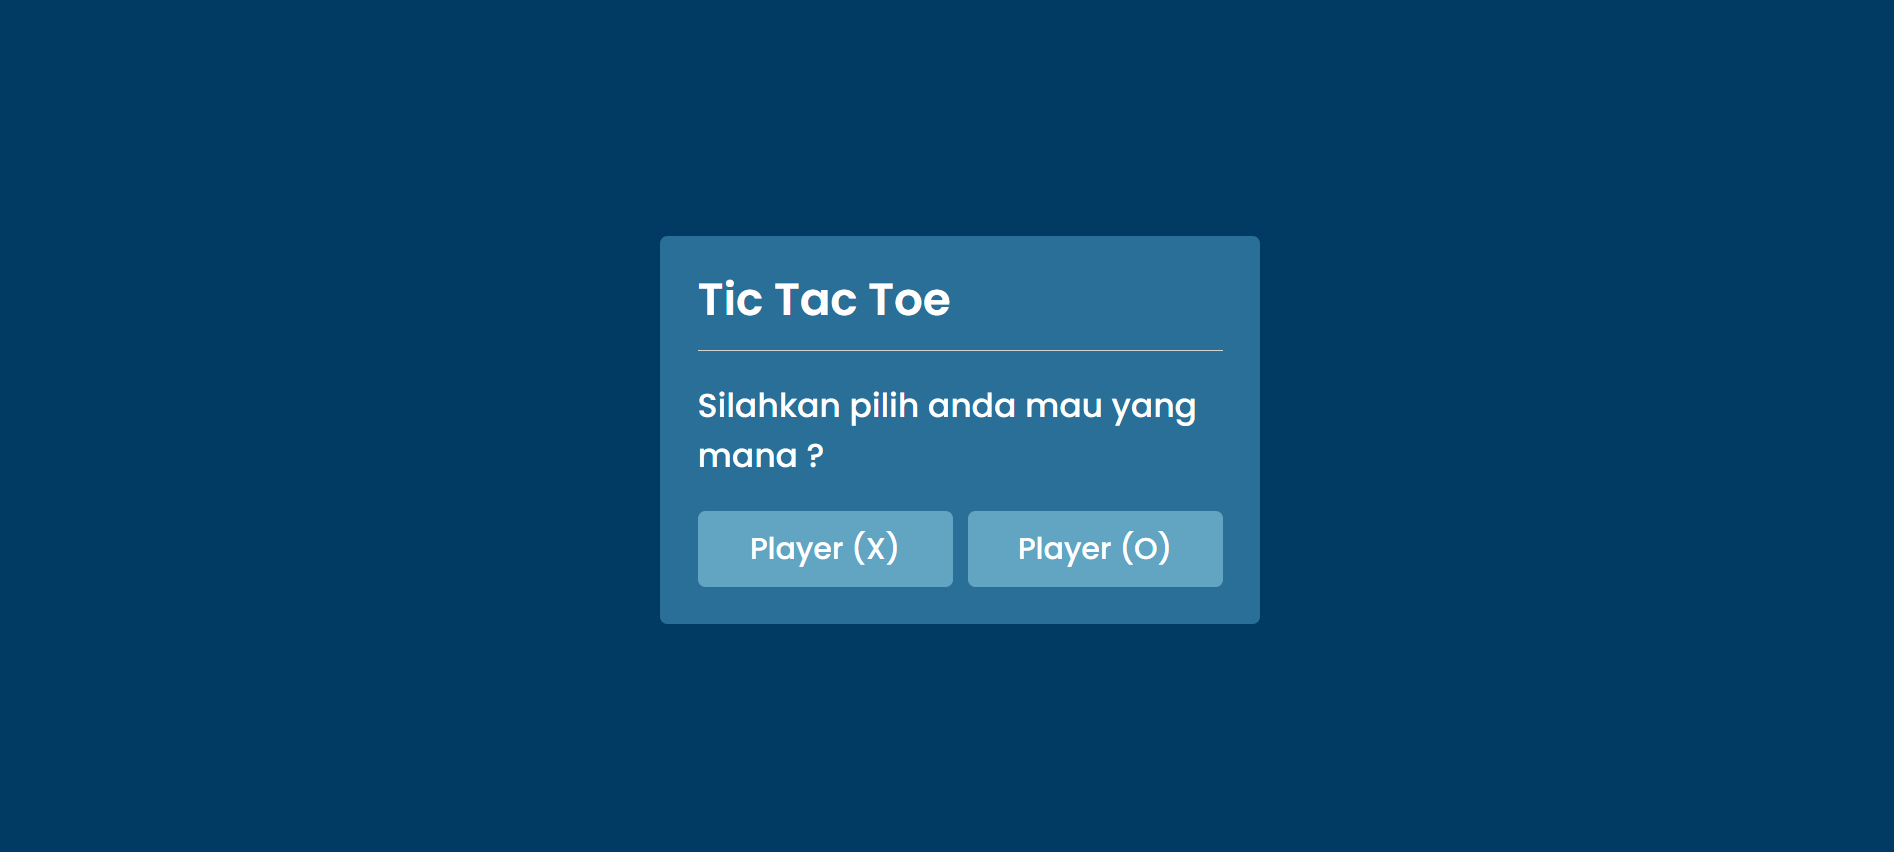 Tic Tac Toe
Silahkan pilih anda mau yang
mana ?
Player (X)
Player (O)